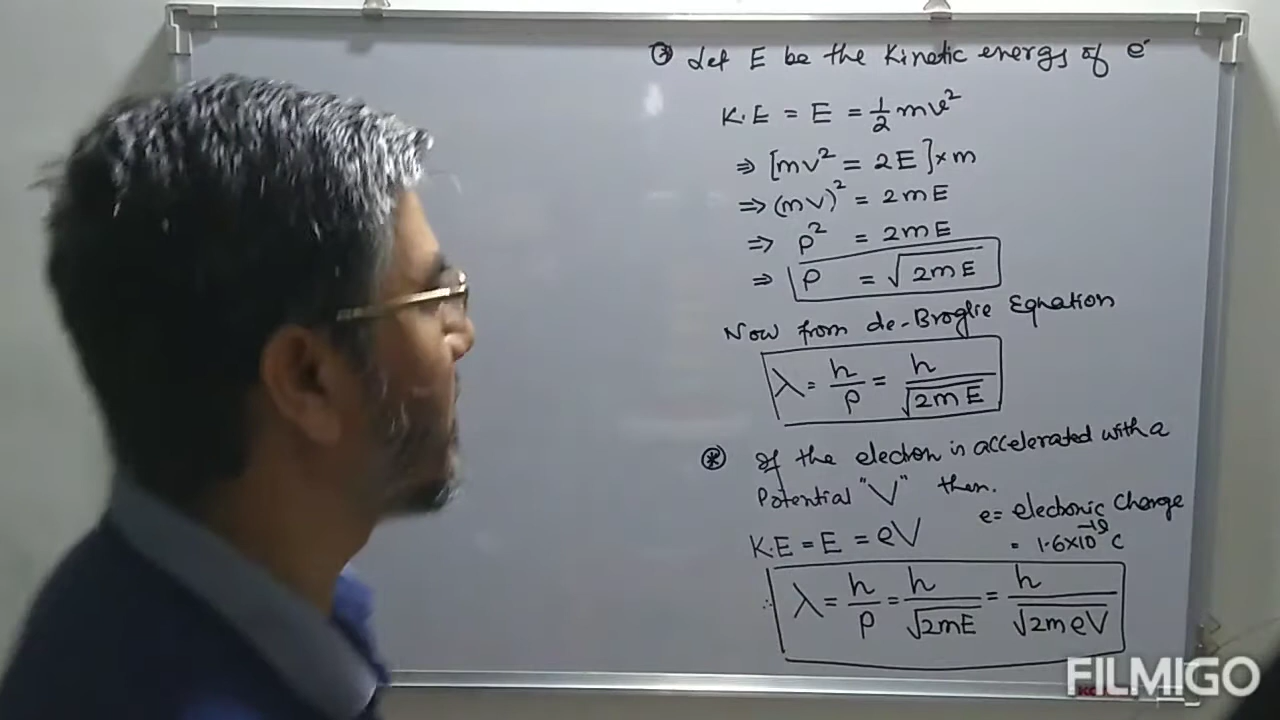 ⊛ Let E be the Kinetic energy of e⁻
K.E = E = 1/2 mv²
⇒ [mv² = 2E] × m
⇒ (mv)² = 2mE
⇒ p² = 2mE
⇒ p = √2mE
Now from de-Broglie Equation
λ = h/p = h/√2mE
⊛ If the electron is accelerated with a
Potential "V" then.
e = electronic charge
K.E = E = eV
= 1.6×10⁻¹⁹ C
∴ λ = h/p = h/√2mE = h/√2meV
FILMIGO